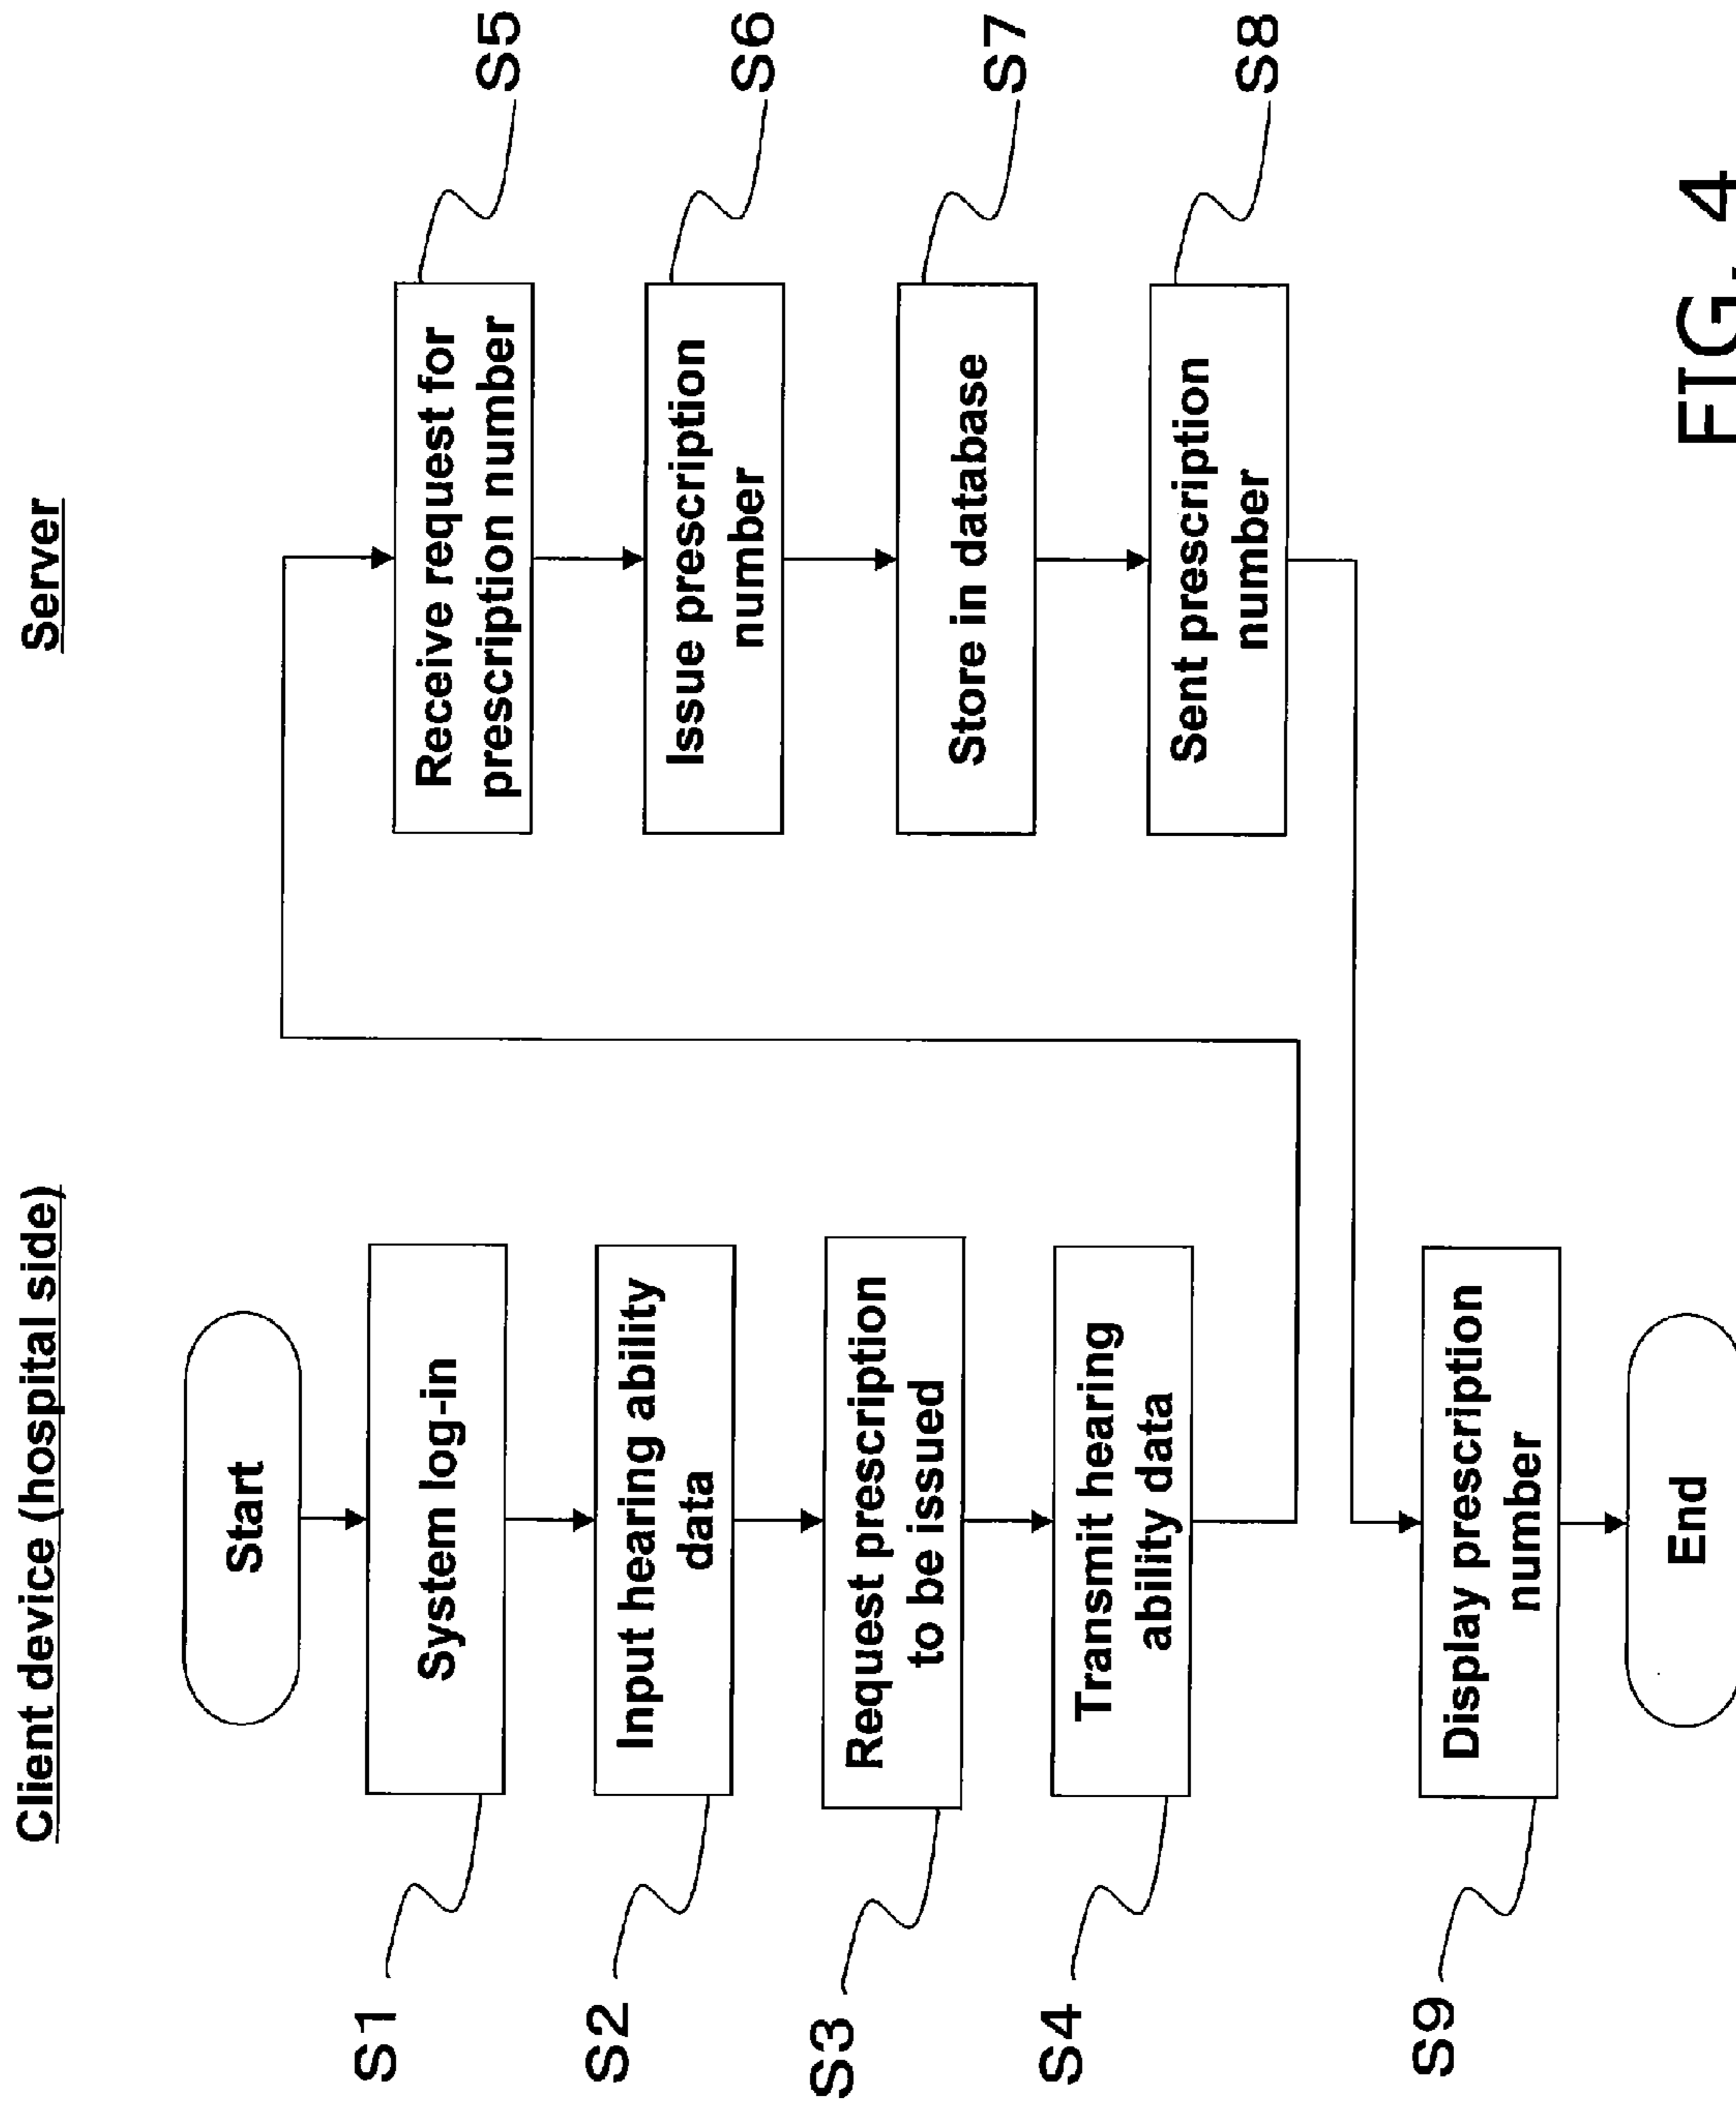 Client device (hospital side)
Server
Start
S1
System log-in
S2
Input hearing ability
data
S3
Request prescription
to be issued
S4
Transmit hearing
ability data
Receive request for
prescription number
S5
Issue prescription
number
S6
Store in database
S7
Sent prescription
number
S8
S9
Display prescription
number
End
FIG. 4